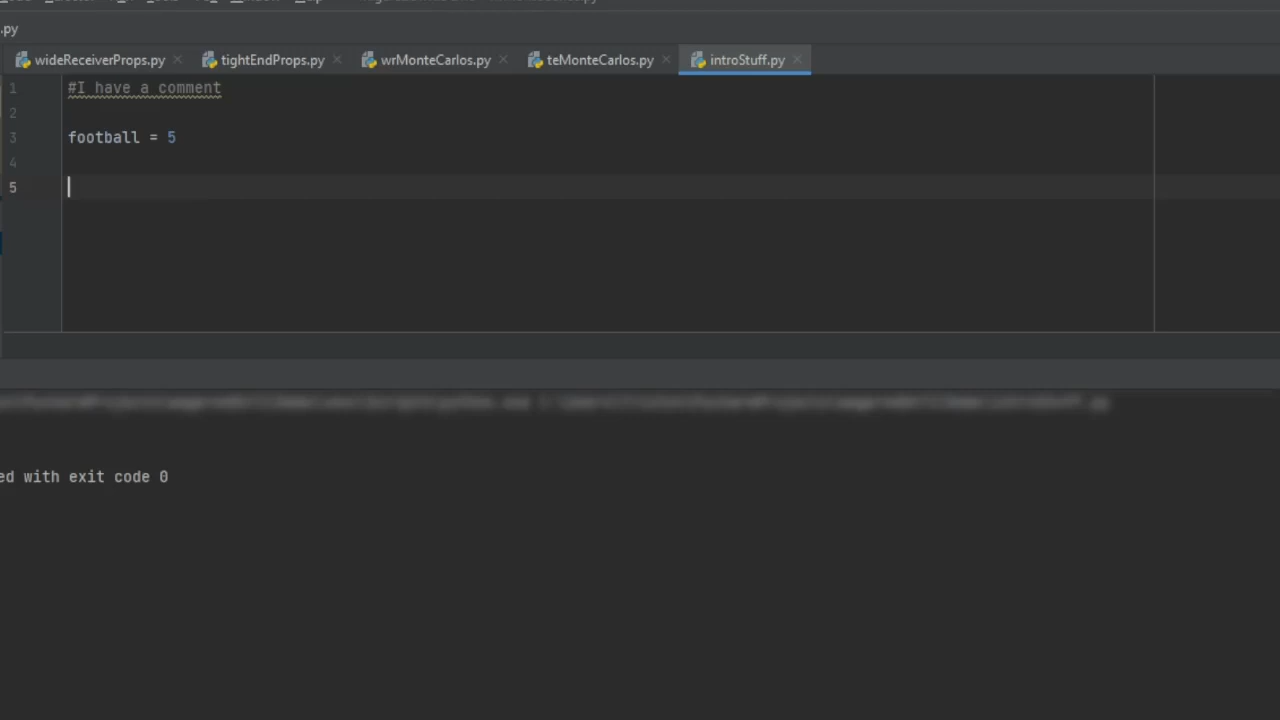 .py
wideReceiverProps.py tightEndProps.py wrMonteCarlos.py teMonteCarlos.py introStuff.py
1 #I have a comment
2
3 football = 5
4
5
ed with exit code 0